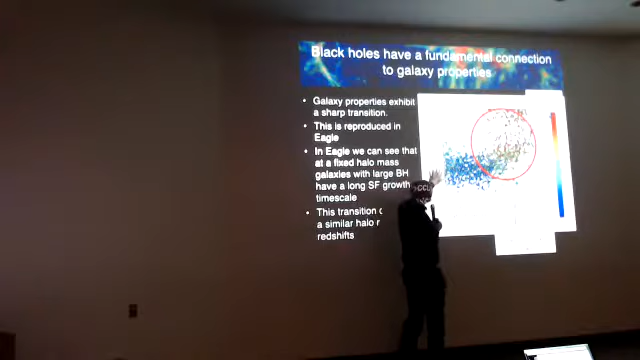 Black holes have a fundamental connection
to galaxy properties
• Galaxy properties exhibit
a sharp transition.
• This is reproduced in
Eagle
• In Eagle we can see that
at a fixed halo mass
galaxies with large BH
have a long SF growth
timescale
• This transition
a similar halo
redshifts